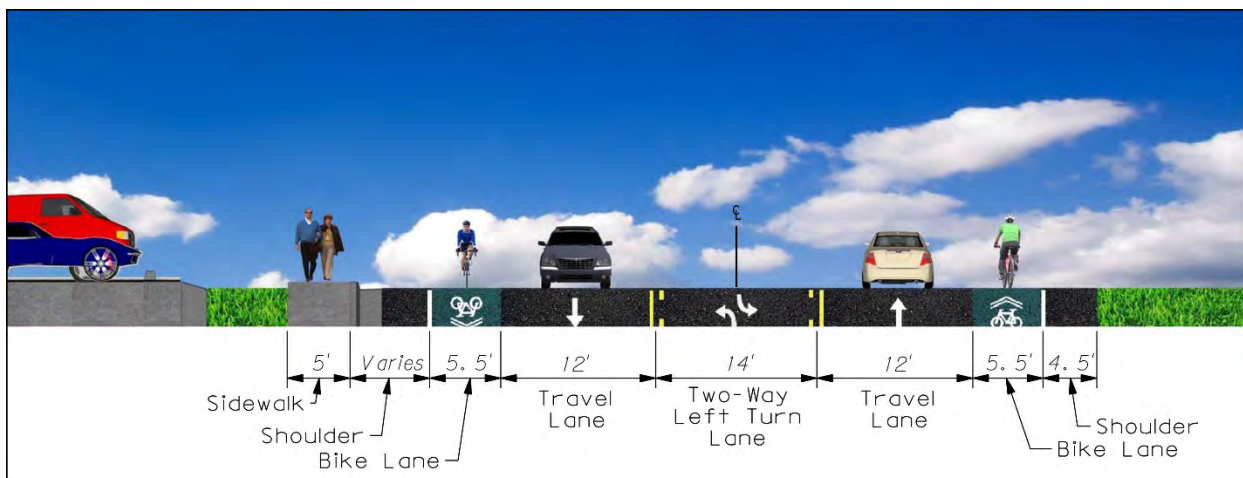 ℄
5' Varies 5.5' 12' 14' 12' 5.5' 4.5'
Sidewalk
Shoulder
Bike Lane
Travel
Lane
Two-Way
Left Turn
Lane
Travel
Lane
Shoulder
Bike Lane